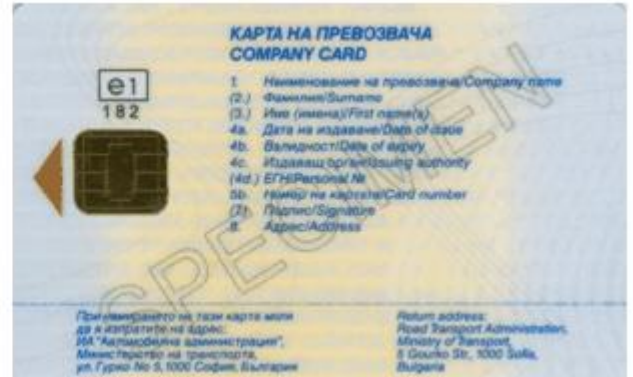 КАРТА НА ПРЕВОЗВАЧА
COMPANY CARD
e1
182
1. Наименование на превозвача/Company name
(2.) Фамилия/Surname
(3.) Име (имена)/First name(s)
4a. Дата на издаване/Date of issue
4b. Валидност/Date of expiry
4c. Издаващ орган/Issuing authority
(4d.) ЕГН/Personal №
5b. Номер на картата/Card number
(7). Подпис/Signature
8. Адрес/Address
SPECIMEN
При намирането на тази карта моля
да я изпратите на адрес:
ИА "Автомобилна администрация",
Министерство на транспорта,
ул. Гурко No 5, 1000 София, България
Return address:
Road Transport Administration,
Ministry of Transport,
5 Gourko Str., 1000 Sofia,
Bulgaria